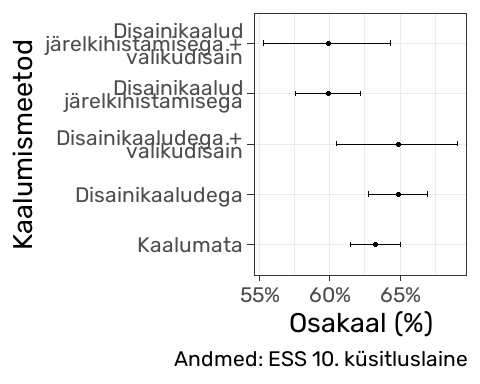 Kaalumismeetod
Disainikaalud
järelkihistamisega +
valikudisain
Disainikaalud
järelkihistamisega
Disainikaaludega +
valikudisain
Disainikaaludega
Kaalumata
55% 60% 65%
Osakaal (%)
Andmed: ESS 10. küsitluslaine